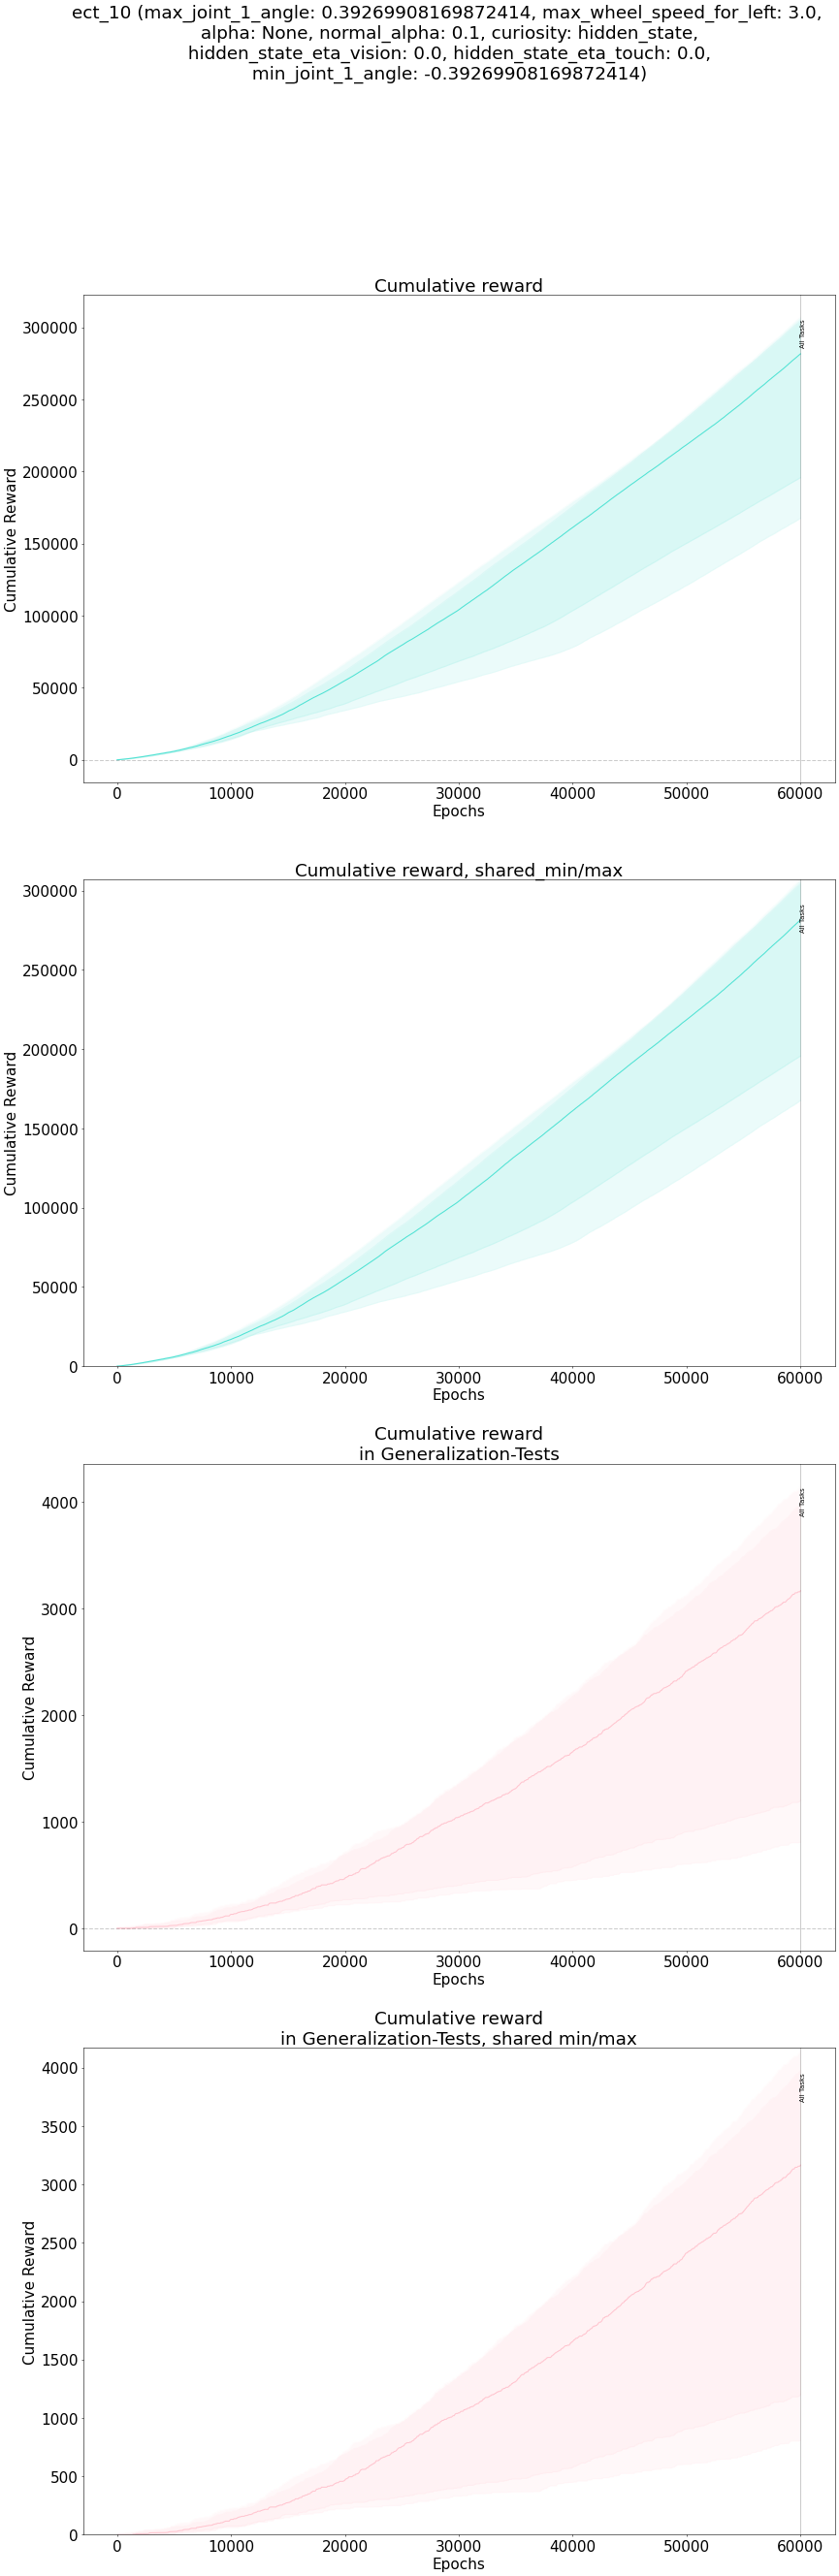 ect_10 (max_joint_1_angle: 0.39269908169872414, max_wheel_speed_for_left: 3.0,
alpha: None, normal_alpha: 0.1, curiosity: hidden_state,
hidden_state_eta_vision: 0.0, hidden_state_eta_touch: 0.0,
min_joint_1_angle: -0.39269908169872414)
Cumulative reward
300000
250000
200000
150000
100000
50000
0
Cumulative Reward
All Tasks
0 10000 20000 30000 40000 50000 60000
Epochs
Cumulative reward, shared_min/max
300000
250000
200000
150000
100000
50000
0
Cumulative Reward
All Tasks
0 10000 20000 30000 40000 50000 60000
Epochs
Cumulative reward
in Generalization-Tests
4000
3000
2000
1000
0
Cumulative Reward
All Tasks
0 10000 20000 30000 40000 50000 60000
Epochs
Cumulative reward
in Generalization-Tests, shared min/max
4000
3500
3000
2500
2000
1500
1000
500
0
Cumulative Reward
All Tasks
0 10000 20000 30000 40000 50000 60000
Epochs